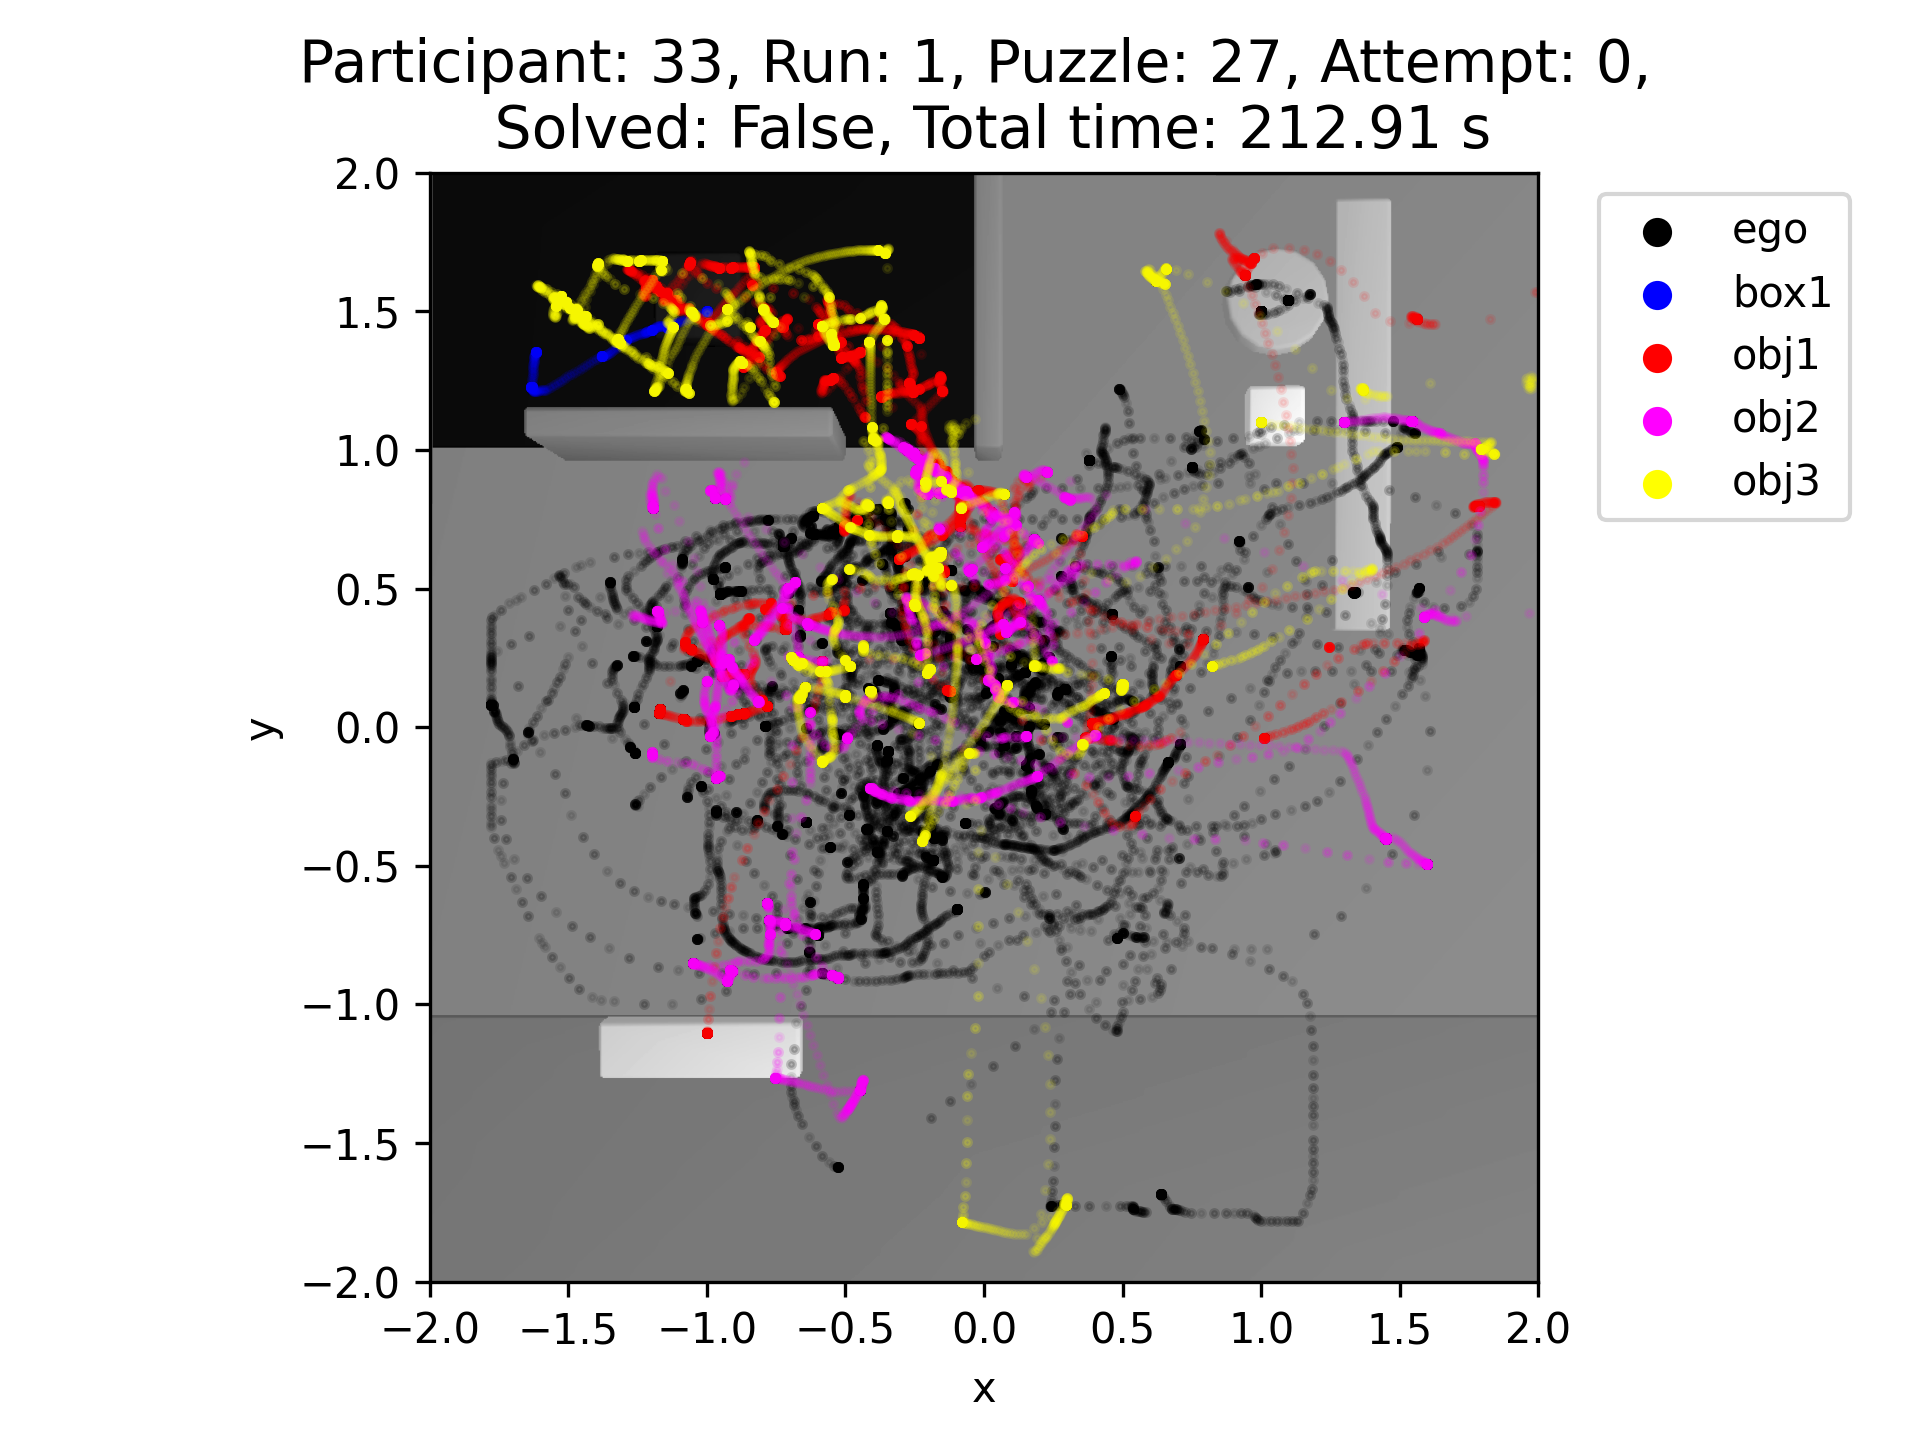 Participant: 33, Run: 1, Puzzle: 27, Attempt: 0,
Solved: False, Total time: 212.91 s
2.0
1.5
1.0
0.5
0.0
−0.5
−1.0
−1.5
−2.0
y
−2.0 −1.5 −1.0 −0.5 0.0 0.5 1.0 1.5 2.0
x
ego
box1
obj1
obj2
obj3